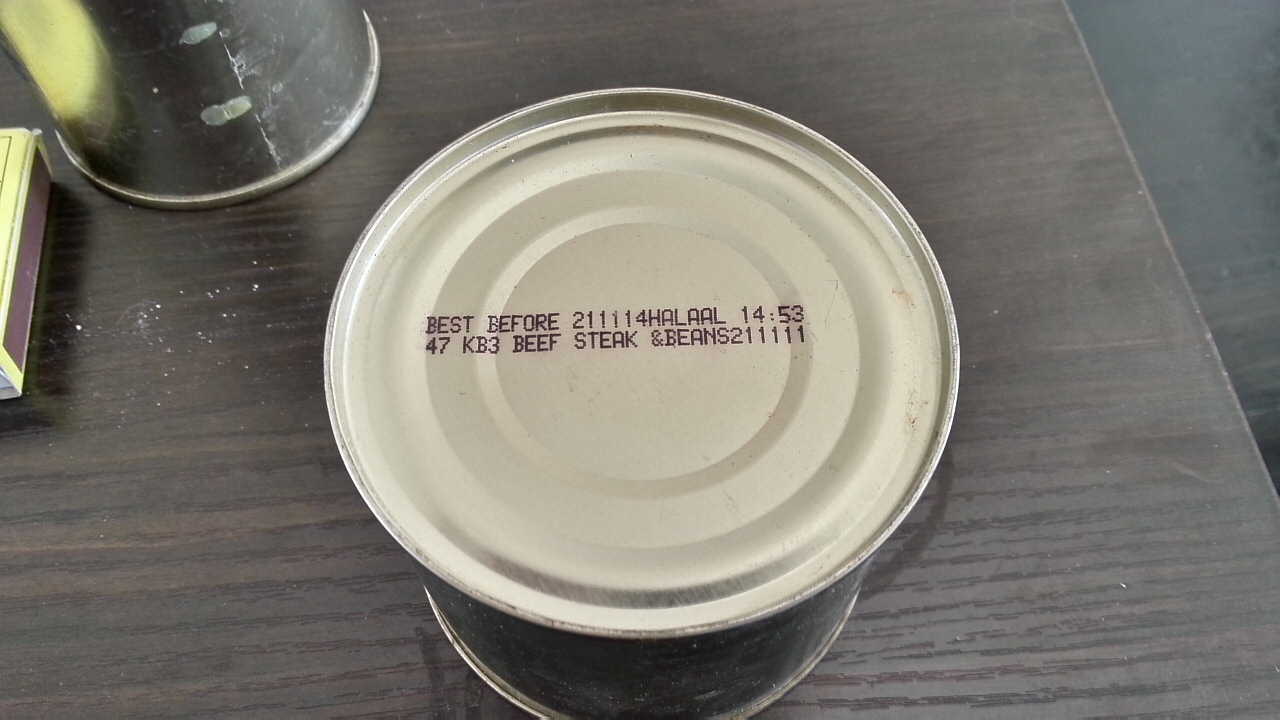 BEST BEFORE 211114HALAAL 14:53
47 KB3 BEEF STEAK &BEANS211111